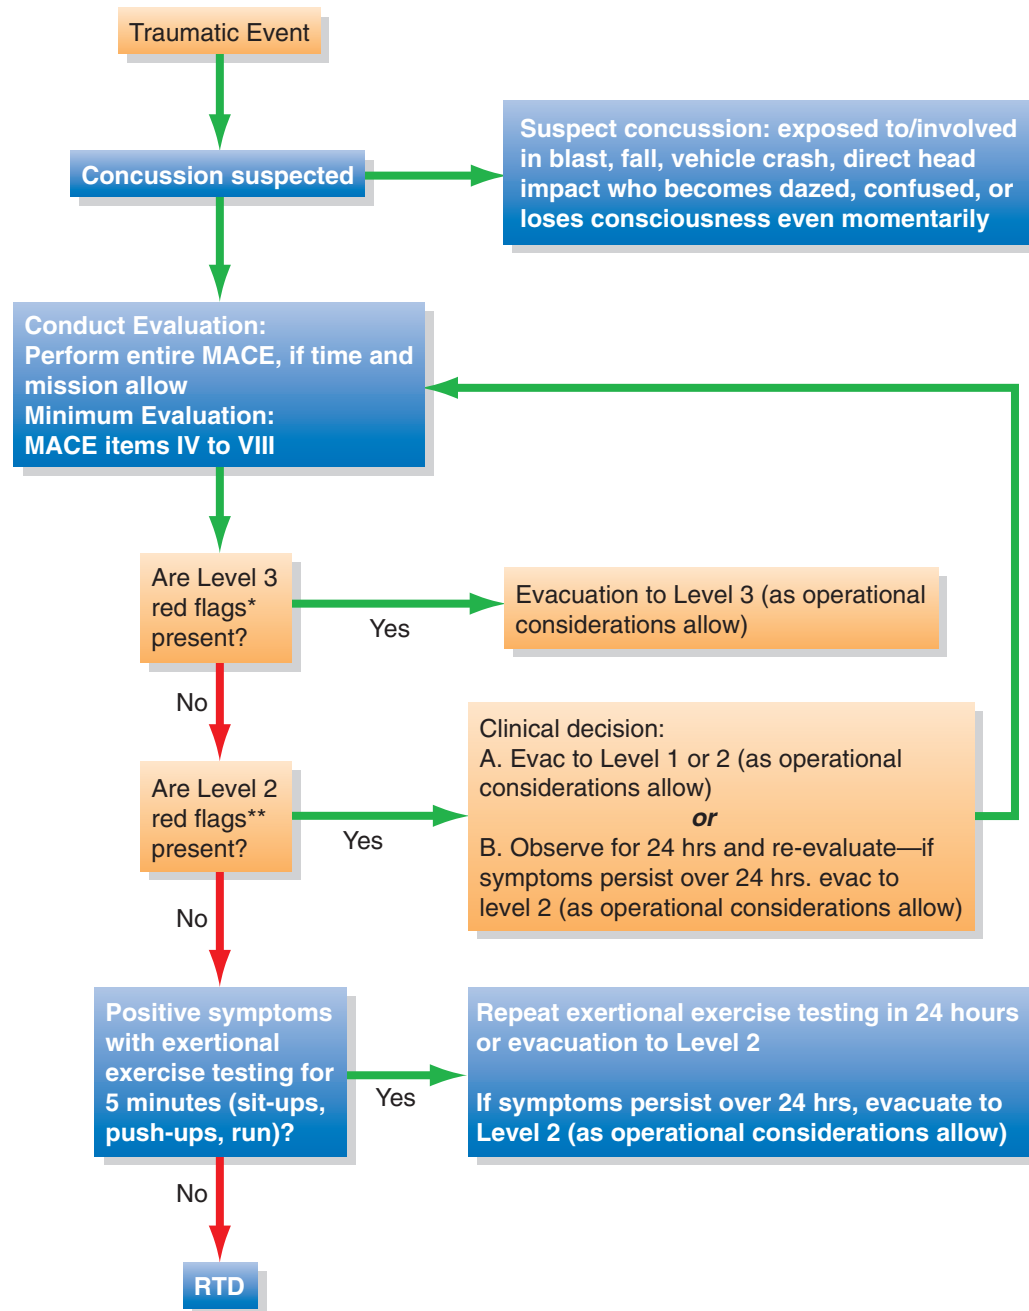 Traumatic Event
Concussion suspected
Suspect concussion: exposed to/involved
in blast, fall, vehicle crash, direct head
impact who becomes dazed, confused, or
loses consciousness even momentarily
Conduct Evaluation:
Perform entire MACE, if time and
mission allow
Minimum Evaluation:
MACE items IV to VIII
Are Level 3
red flags*
present?
Yes
Evacuation to Level 3 (as operational
considerations allow)
No
Are Level 2
red flags**
present?
Yes
Clinical decision:
A. Evac to Level 1 or 2 (as operational
considerations allow)
or
B. Observe for 24 hrs and re-evaluate—if
symptoms persist over 24 hrs. evac to
level 2 (as operational considerations allow)
No
Positive symptoms
with exertional
exercise testing for
5 minutes (sit-ups,
push-ups, run)?
Yes
Repeat exertional exercise testing in 24 hours
or evacuation to Level 2
If symptoms persist over 24 hrs, evacuate to
Level 2 (as operational considerations allow)
No
RTD